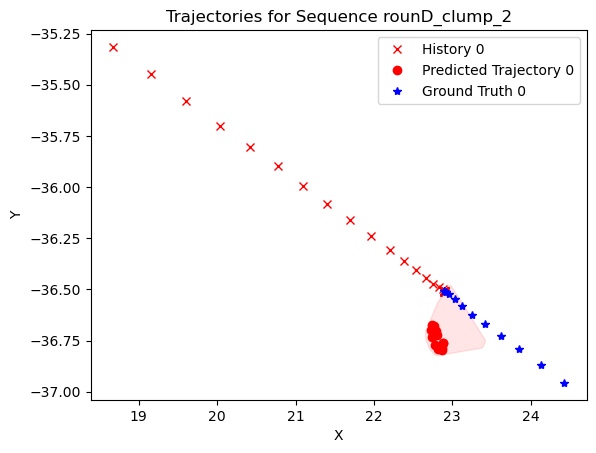 Trajectories for Sequence rounD_clump_2
History 0
Predicted Trajectory 0
Ground Truth 0
−35.25
−35.50
−35.75
−36.00
−36.25
−36.50
−36.75
−37.00
Y
19 20 21 22 23 24
X